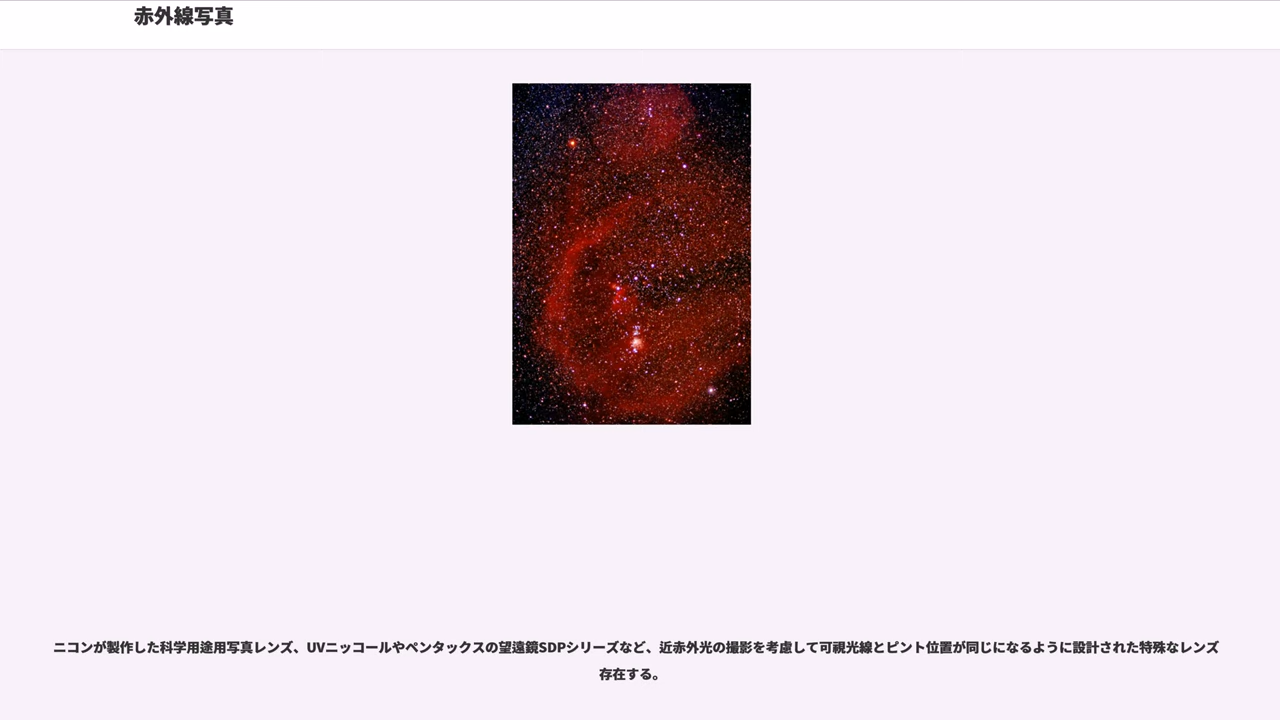 赤外線写真
ニコンが製作した科学用途用写真レンズ、UVニッコールやペンタックスの望遠鏡SDPシリーズなど、近赤外光の撮影を考慮して可視光線とピント位置が同じになるように設計された特殊なレンズ
存在する。